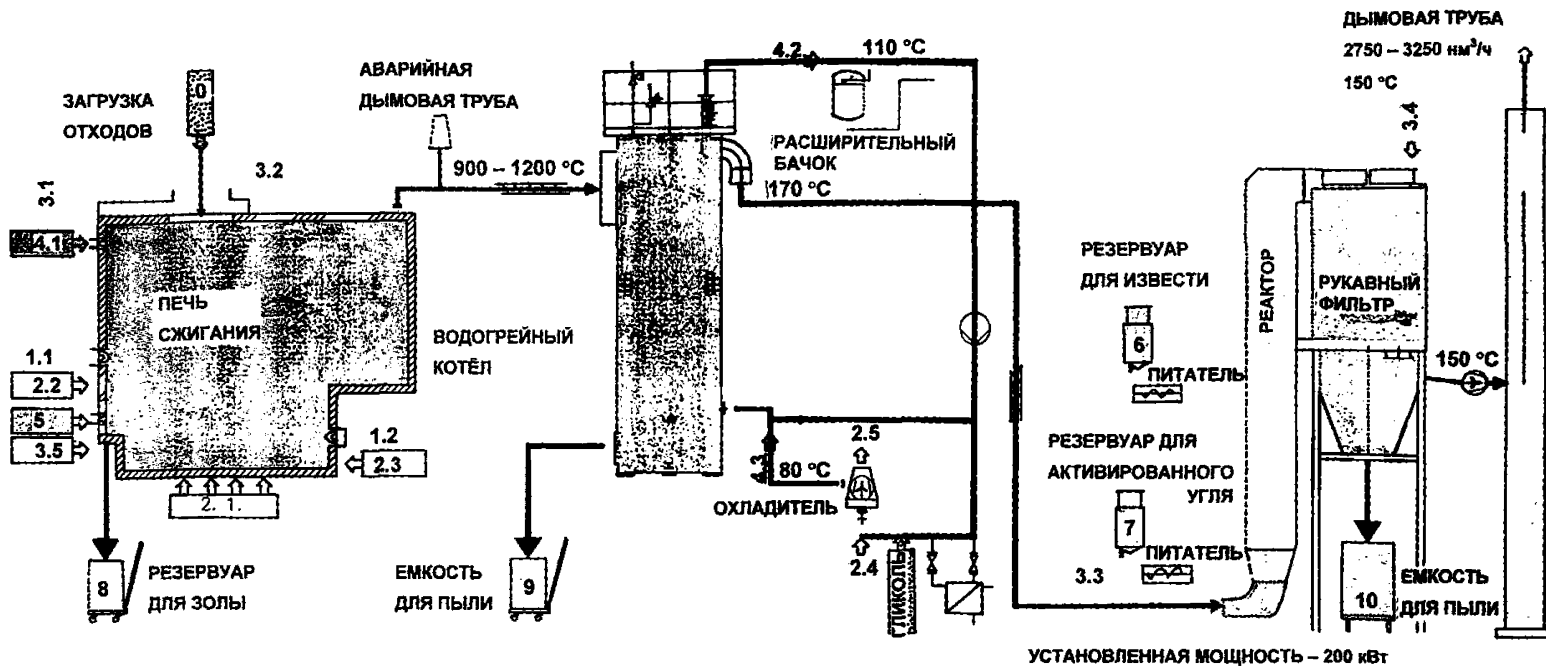 ДЫМОВАЯ ТРУБА
2750 – 3250 нм³/ч
150 °C
3.4
4.2.
110 °C
АВАРИЙНАЯ
ДЫМОВАЯ ТРУБА
ЗАГРУЗКА
ОТХОДОВ
0
3.1
3.2
900 – 1200 °C
РАСШИРИТЕЛЬНЫЙ
БАЧОК
170 °C
4.1
ПЕЧЬ
СЖИГАНИЯ
ВОДОГРЕЙНЫЙ
КОТЁЛ
1.1
2.2
5
3.5
1.2
2.3
2. 1.
РЕЗЕРВУАР
ДЛЯ ИЗВЕСТИ
6
ПИТАТЕЛЬ
РЕАКТОР
РУКАВНЫЙ
ФИЛЬТР
150 °C
4.3
80 °C
2.5
ОХЛАДИТЕЛЬ
2.4
ГЛИКОЛЬ
РЕЗЕРВУАР ДЛЯ
АКТИВИРОВАННОГО
УГЛЯ
7
ПИТАТЕЛЬ
3.3
8
РЕЗЕРВУАР
ДЛЯ ЗОЛЫ
ЕМКОСТЬ
ДЛЯ ПЫЛИ
9
10
ЕМКОСТЬ
ДЛЯ ПЫЛИ
УСТАНОВЛЕННАЯ МОЩНОСТЬ – 200 кВт